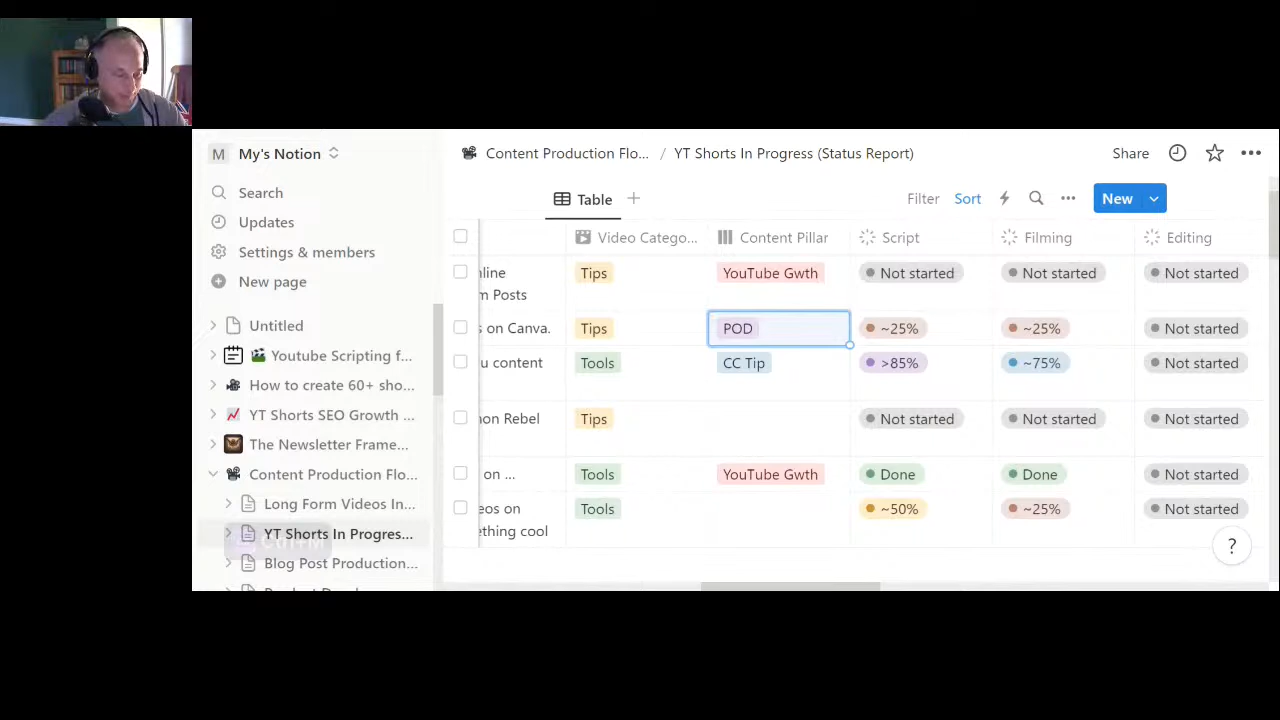 M My's Notion
Search
Updates
Settings & members
New page
Untitled
Youtube Scripting f...
How to create 60+ sho...
YT Shorts SEO Growth ...
The Newsletter Frame...
Content Production Flo...
Long Form Videos In...
YT Shorts In Progres...
Blog Post Production...
Content Production Flo... / YT Shorts In Progress (Status Report)
Share
Table
Filter
Sort
New
Video Catego... Content Pillar Script Filming Editing
nline Tips YouTube Gwth Not started Not started Not started
m Posts
s on Canva. Tips POD ~25% ~25% Not started
u content Tools CC Tip >85% ~75% Not started
non Rebel Tips Not started Not started Not started
on ... Tools YouTube Gwth Done Done Not started
eos on Tools ~50% ~25% Not started
ething cool
?